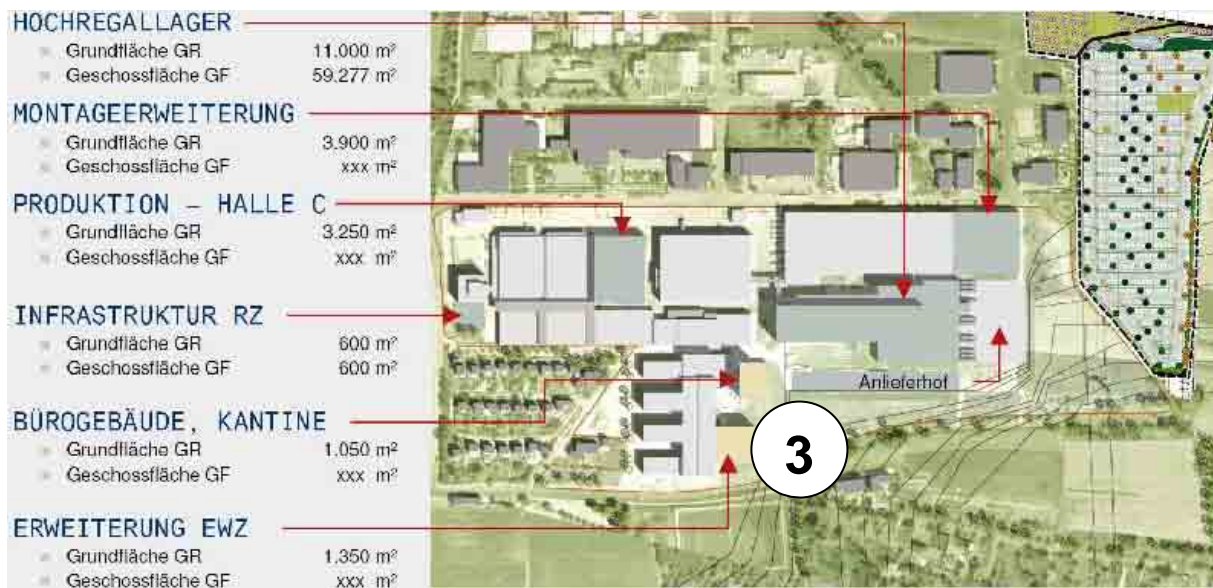 HOCHREGALLAGER
Grundfläche GR 11.000 m²
Geschossfläche GF 59.277 m²
MONTAGEERWEITERUNG
Grundfläche GR 3.900 m²
Geschossfläche GF xxx m²
PRODUKTION – HALLE C
Grundfläche GR 3.250 m²
Geschossfläche GF xxx m²
INFRASTRUKTUR RZ
Grundfläche GR 600 m²
Geschossfläche GF 600 m²
Anlieferhof
BÜROGEBÄUDE, KANTINE
Grundfläche GR 1.050 m²
Geschossfläche GF xxx m²
3
ERWEITERUNG EWZ
Grundfläche GR 1.350 m²
Geschossfläche GF xxx m²